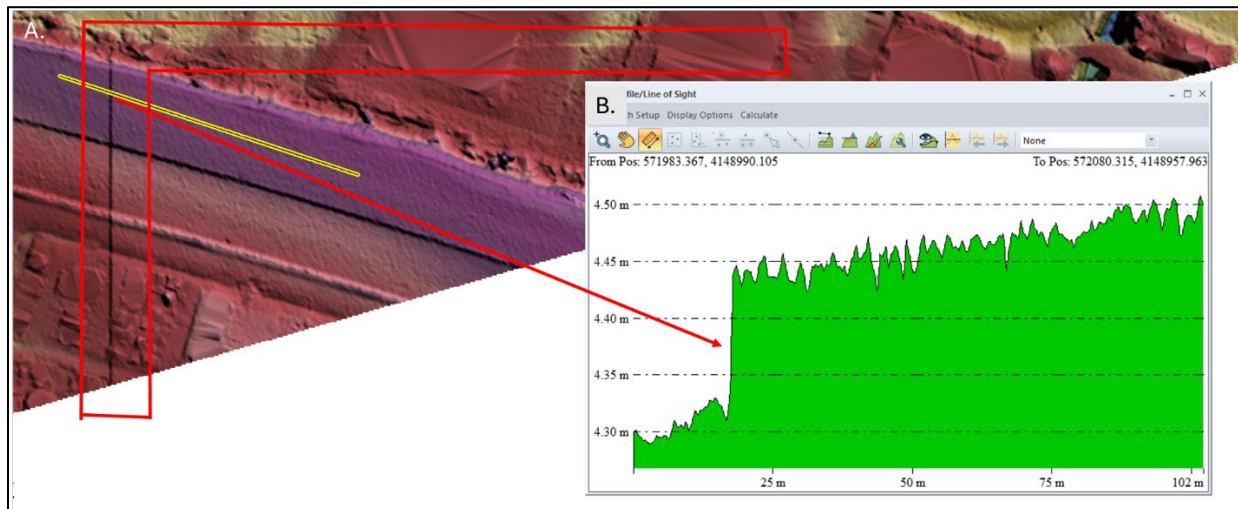 A.
B.
file/Line of Sight
h Setup Display Options Calculate
None
From Pos: 571983.367, 4148990.105 To Pos: 572080.315, 4148957.963
4.50 m
4.45 m
4.40 m
4.35 m
4.30 m
25 m 50 m 75 m 102 m